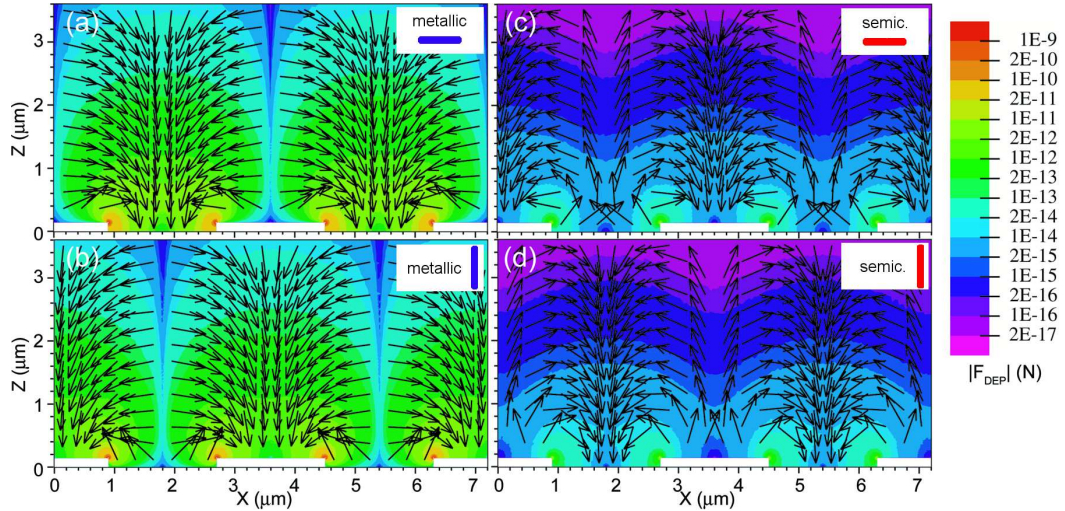 (a)
metallic
(c)
semic.
3
2
1
0
Z (μm)
(b)
metallic
(d)
semic.
3
2
1
0
Z (μm)
0 1 2 3 4 5 6 7
X (μm)
0 1 2 3 4 5 6 7
X (μm)
1E-9
2E-10
1E-10
2E-11
1E-11
2E-12
1E-12
2E-13
1E-13
2E-14
1E-14
2E-15
1E-15
2E-16
1E-16
2E-17
|F_DEP| (N)